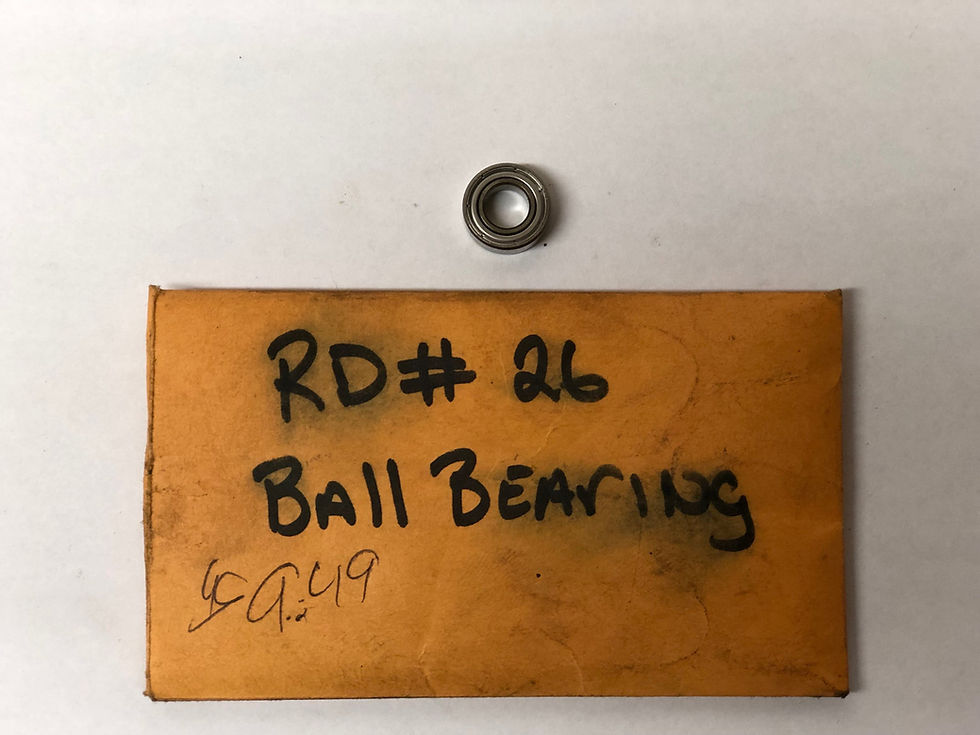 RD# 26
BAll BEArING
9.49